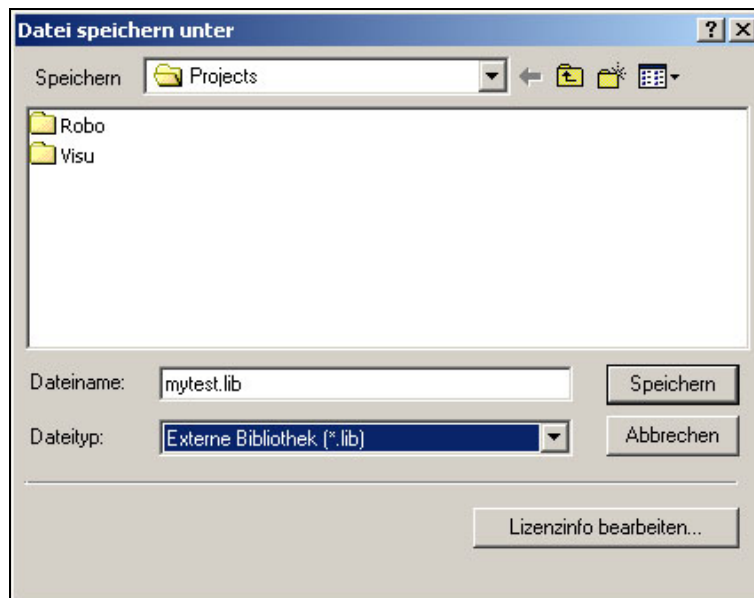 Datei speichern unter
Speichern Projects
Robo
Visu
Dateiname: mytest.lib Speichern
Dateityp: Externe Bibliothek (*.lib) Abbrechen
Lizenzinfo bearbeiten...